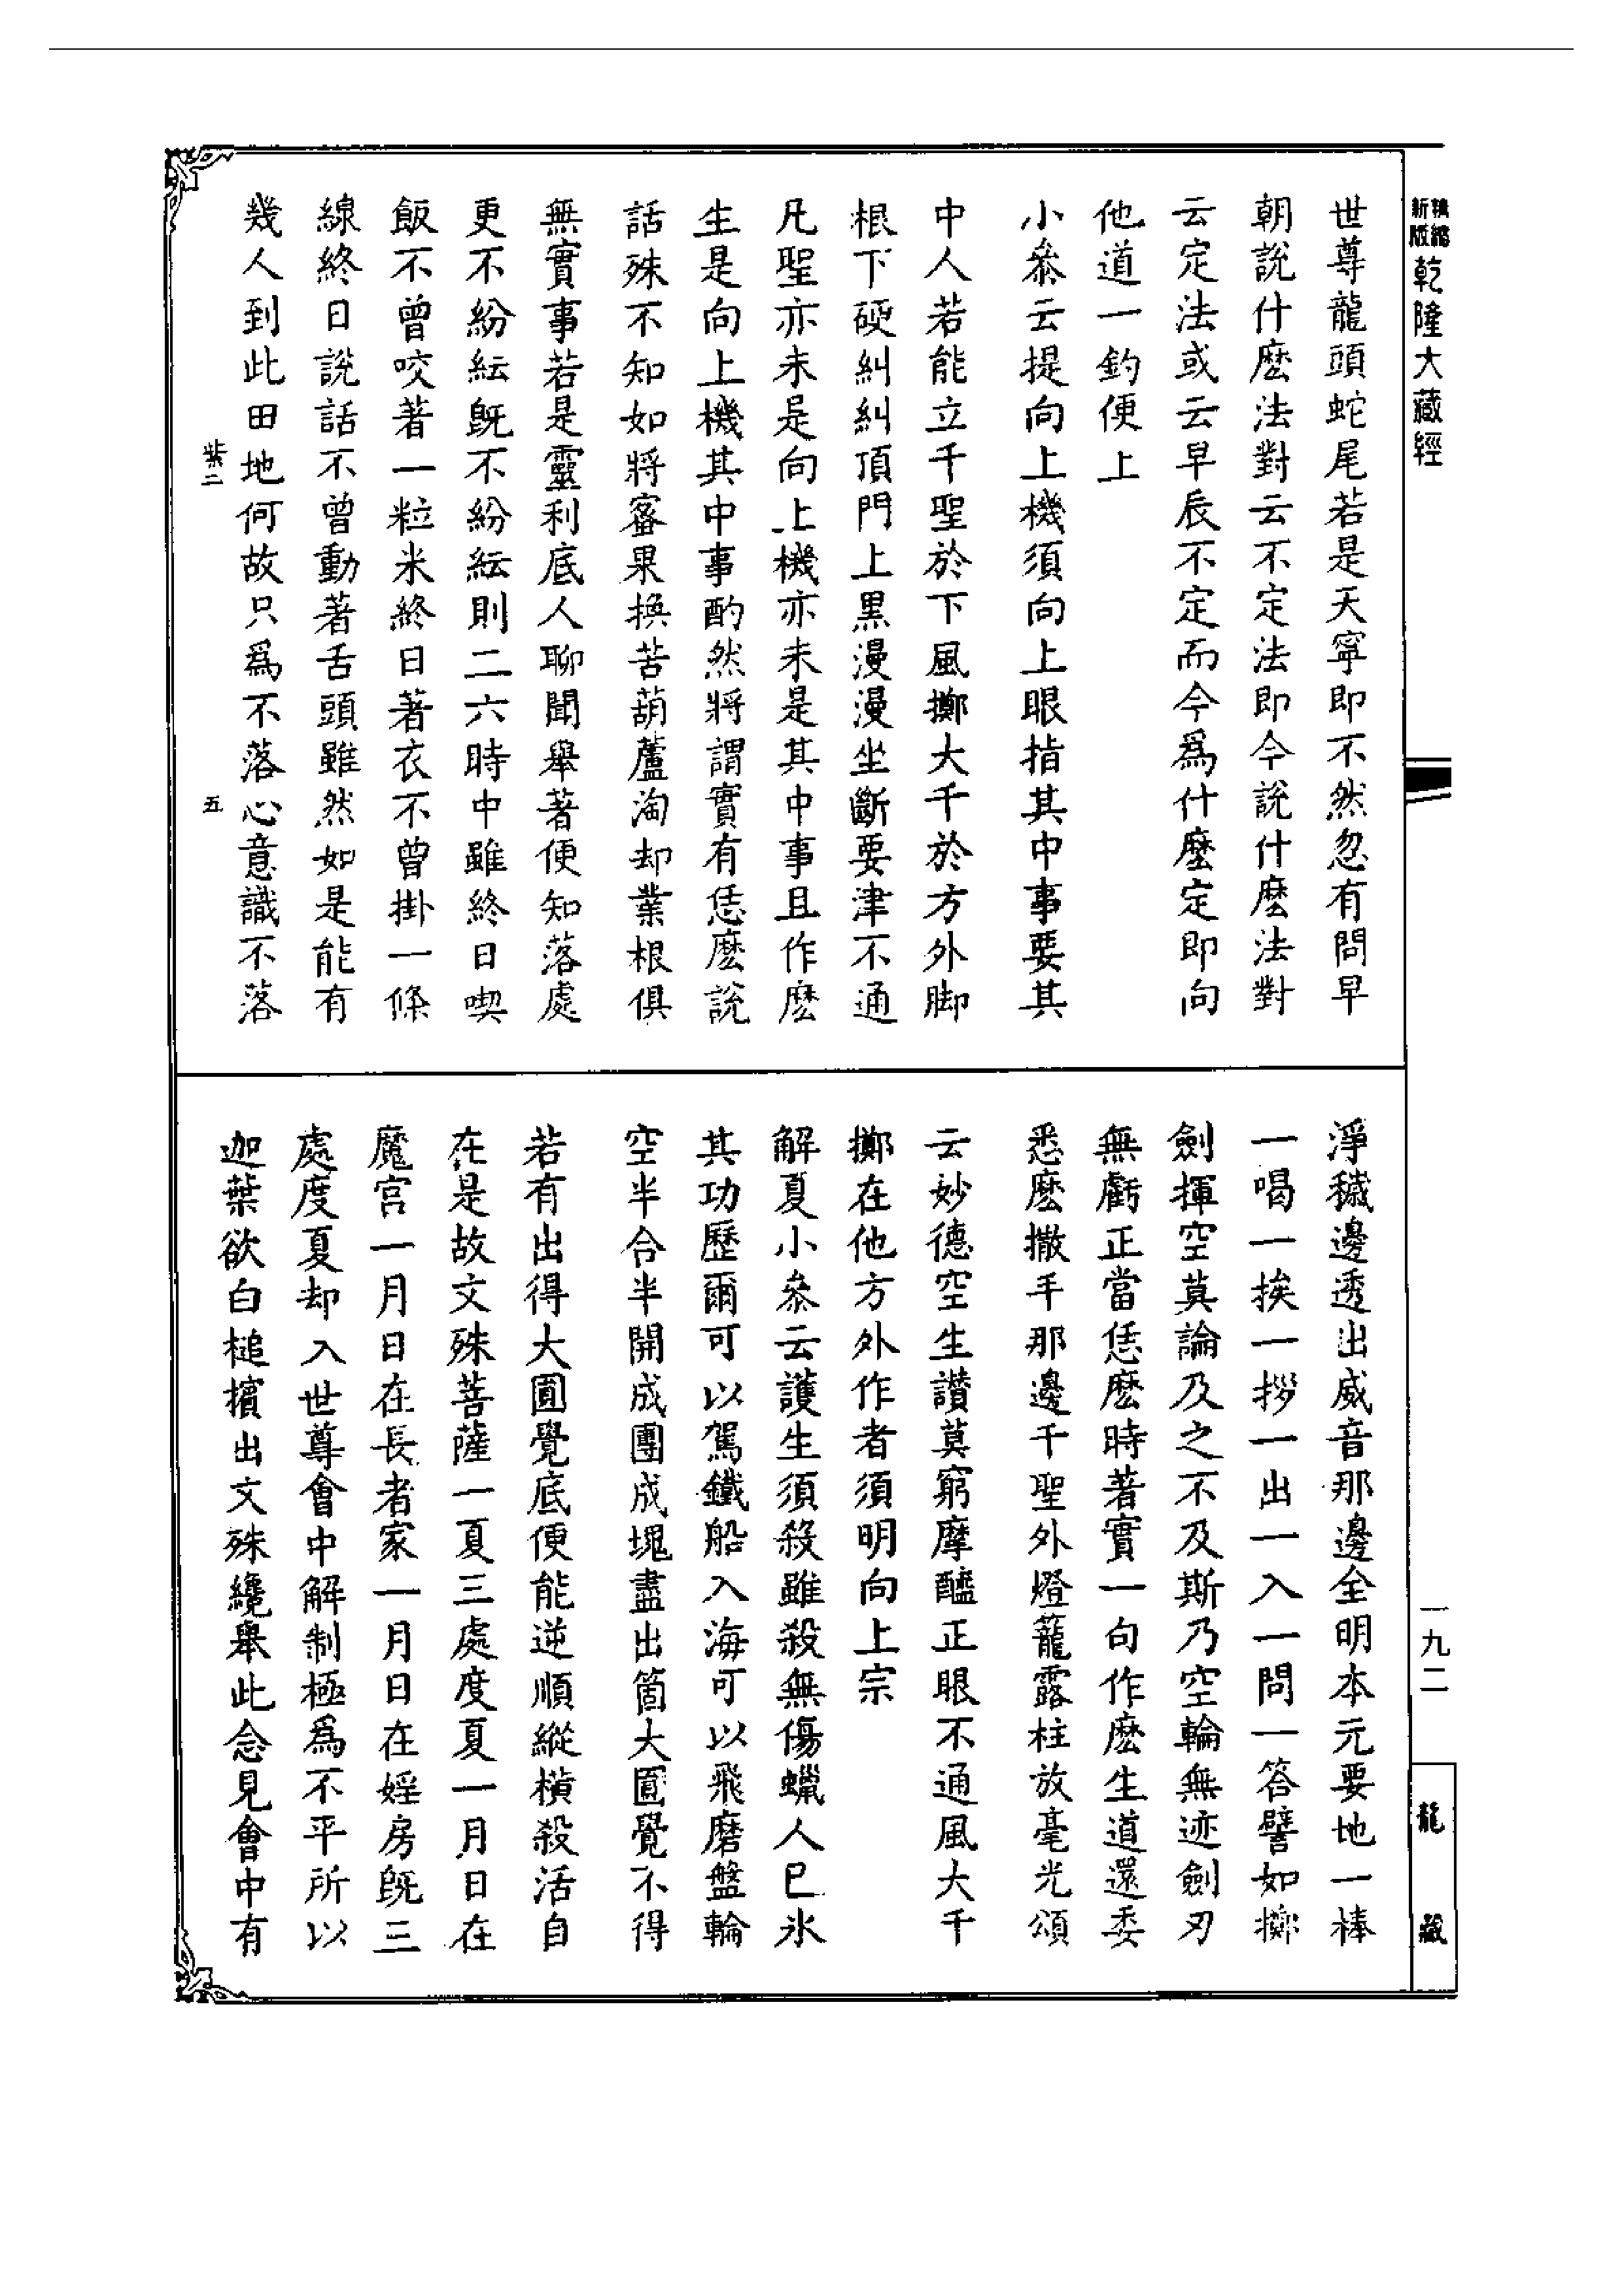 新版精縮乾隆大藏經
世尊龍頭蛇尾若是天寧即不然忽有問早
朝說什麼法對云不定法即今說什麼法對
云定法或云早辰不定而今為什麼定即向
他道一釣便上
小叅云提向上機須向上眼指其中事要其
中人若能立千聖於下風擲大千於方外脚
根下硬糾糾頂門上黑漫漫坐斷要津不通
凡聖亦未是向上機亦未是其中事且作麼
生是向上機其中事酌然將謂實有恁麼說
話殊不知如將蜜果換苦葫蘆淘却業根俱
無實事若是靈利底人聊聞舉著便知落處
更不紛紜既不紛紜則二六時中雖終日喫
飯不曾咬著一粒米終日著衣不曾掛一條
線終日說話不曾動著舌頭雖然如是能有
幾人到此田地何故只為不落心意識不落
紫二
五
淨穢邊透出威音那邊全明本元要地一棒
一喝一挨一拶一出一入一問一答譬如擲
劍揮空莫論及之不及斯乃空輪無迹劍刃
無虧正當恁麼時著實一句作麼生道還委
悉麼撒手那邊千聖外燈籠露柱放毫光頌
云妙德空生讚莫窮摩醯正眼不通風大千
擲在他方外作者須明向上宗
解夏小叅云護生須殺雖殺無傷蠟人已氷
其功歷爾可以駕鐵船入海可以飛磨盤輪
空半合半開成團成塊盡出箇大圓覺不得
若有出得大圓覺底便能逆順縱橫殺活自
在是故文殊菩薩一夏三處度夏一月日在
魔宮一月日在長者家一月日在婬房既三
處度夏却入世尊會中解制極為不平所以
迦葉欲白槌擯出文殊纔舉此念見會中有
一九二
龍藏